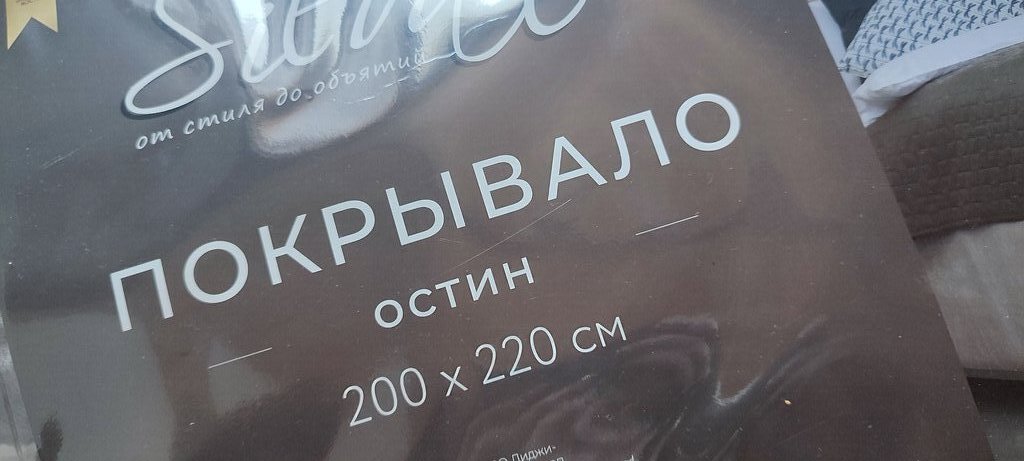 от стиля до объятий
ПОКРЫВАЛО
остин
200 x 220 см